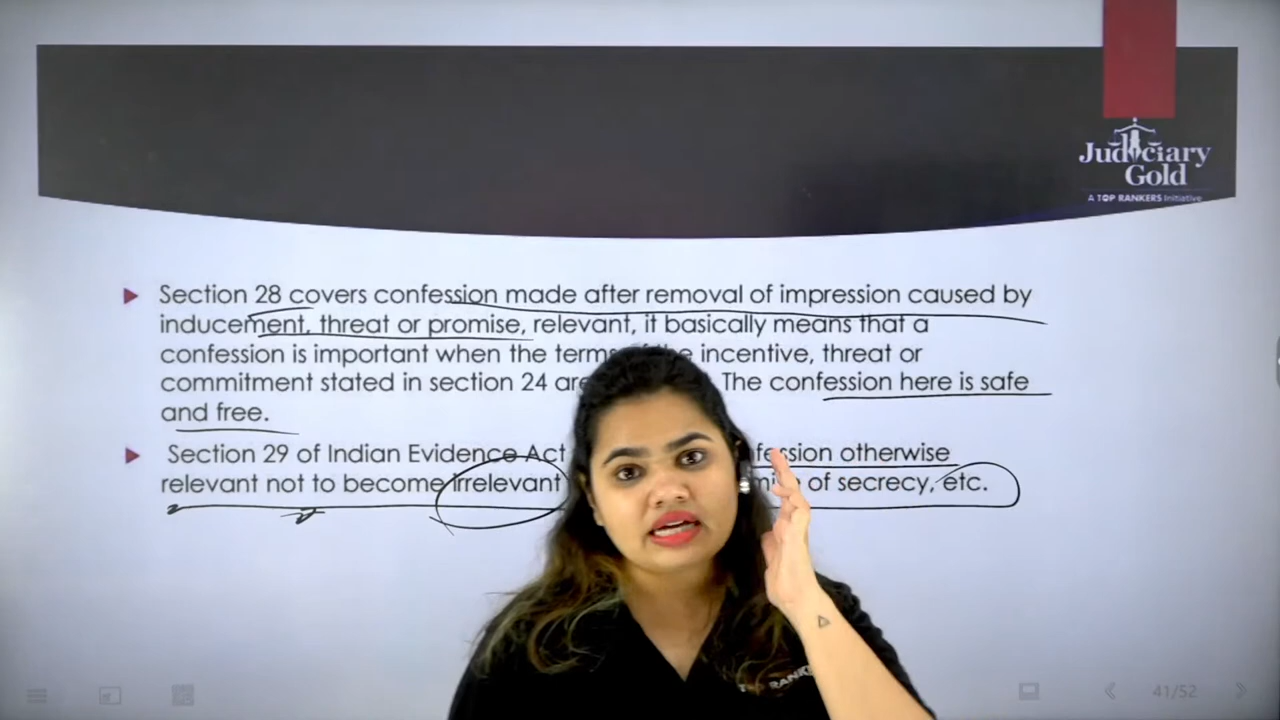 Judiciary
Gold
A TOP RANKERS Initiative
Section 28 covers confession made after removal of impression caused by
inducement, threat or promise, relevant, it basically means that a
confession is important when the terms the incentive, threat or
commitment stated in section 24 are The confession here is safe
and free.
Section 29 of Indian Evidence Act otherwise
relevant not to become irrelevant of secrecy, etc.
41/52